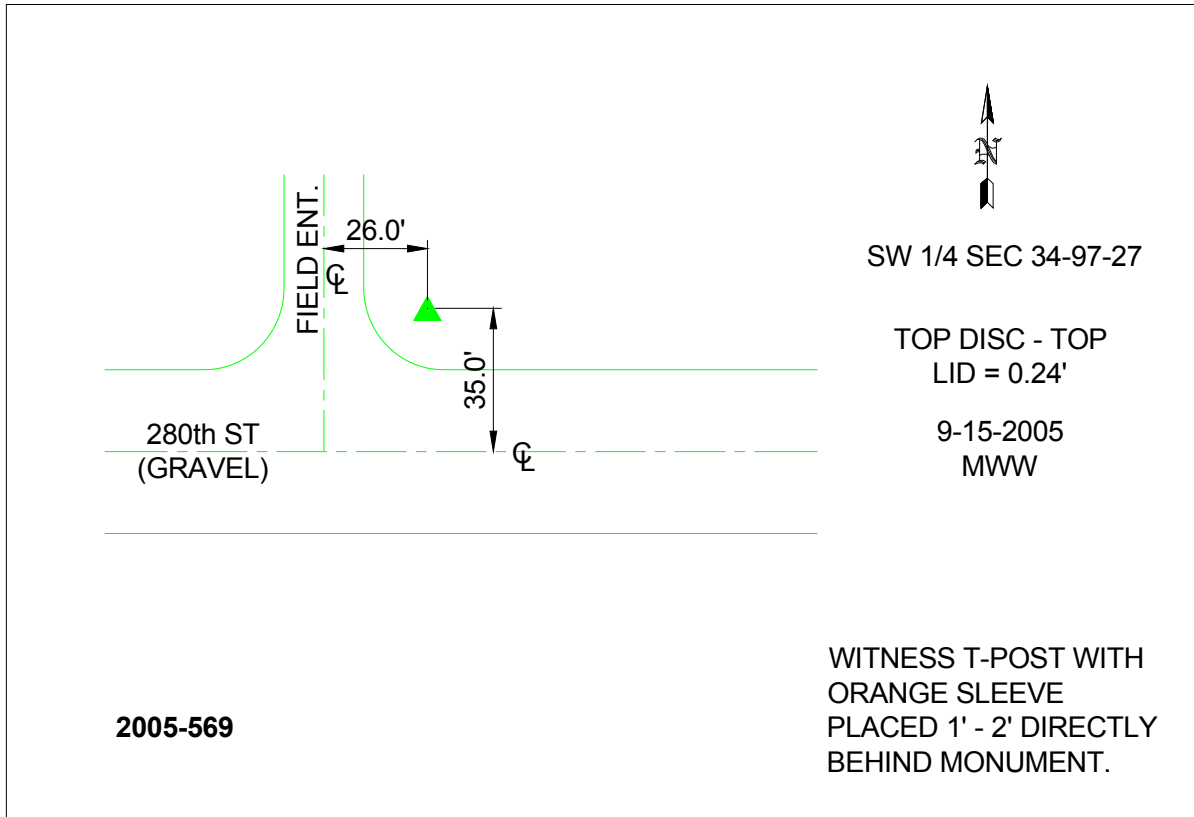 N
SW 1/4 SEC 34-97-27
FIELD ENT.
26.0'
℄
35.0'
TOP DISC - TOP
LID = 0.24'
280th ST
(GRAVEL)
℄
9-15-2005
MWW
WITNESS T-POST WITH
ORANGE SLEEVE
PLACED 1' - 2' DIRECTLY
BEHIND MONUMENT.
2005-569